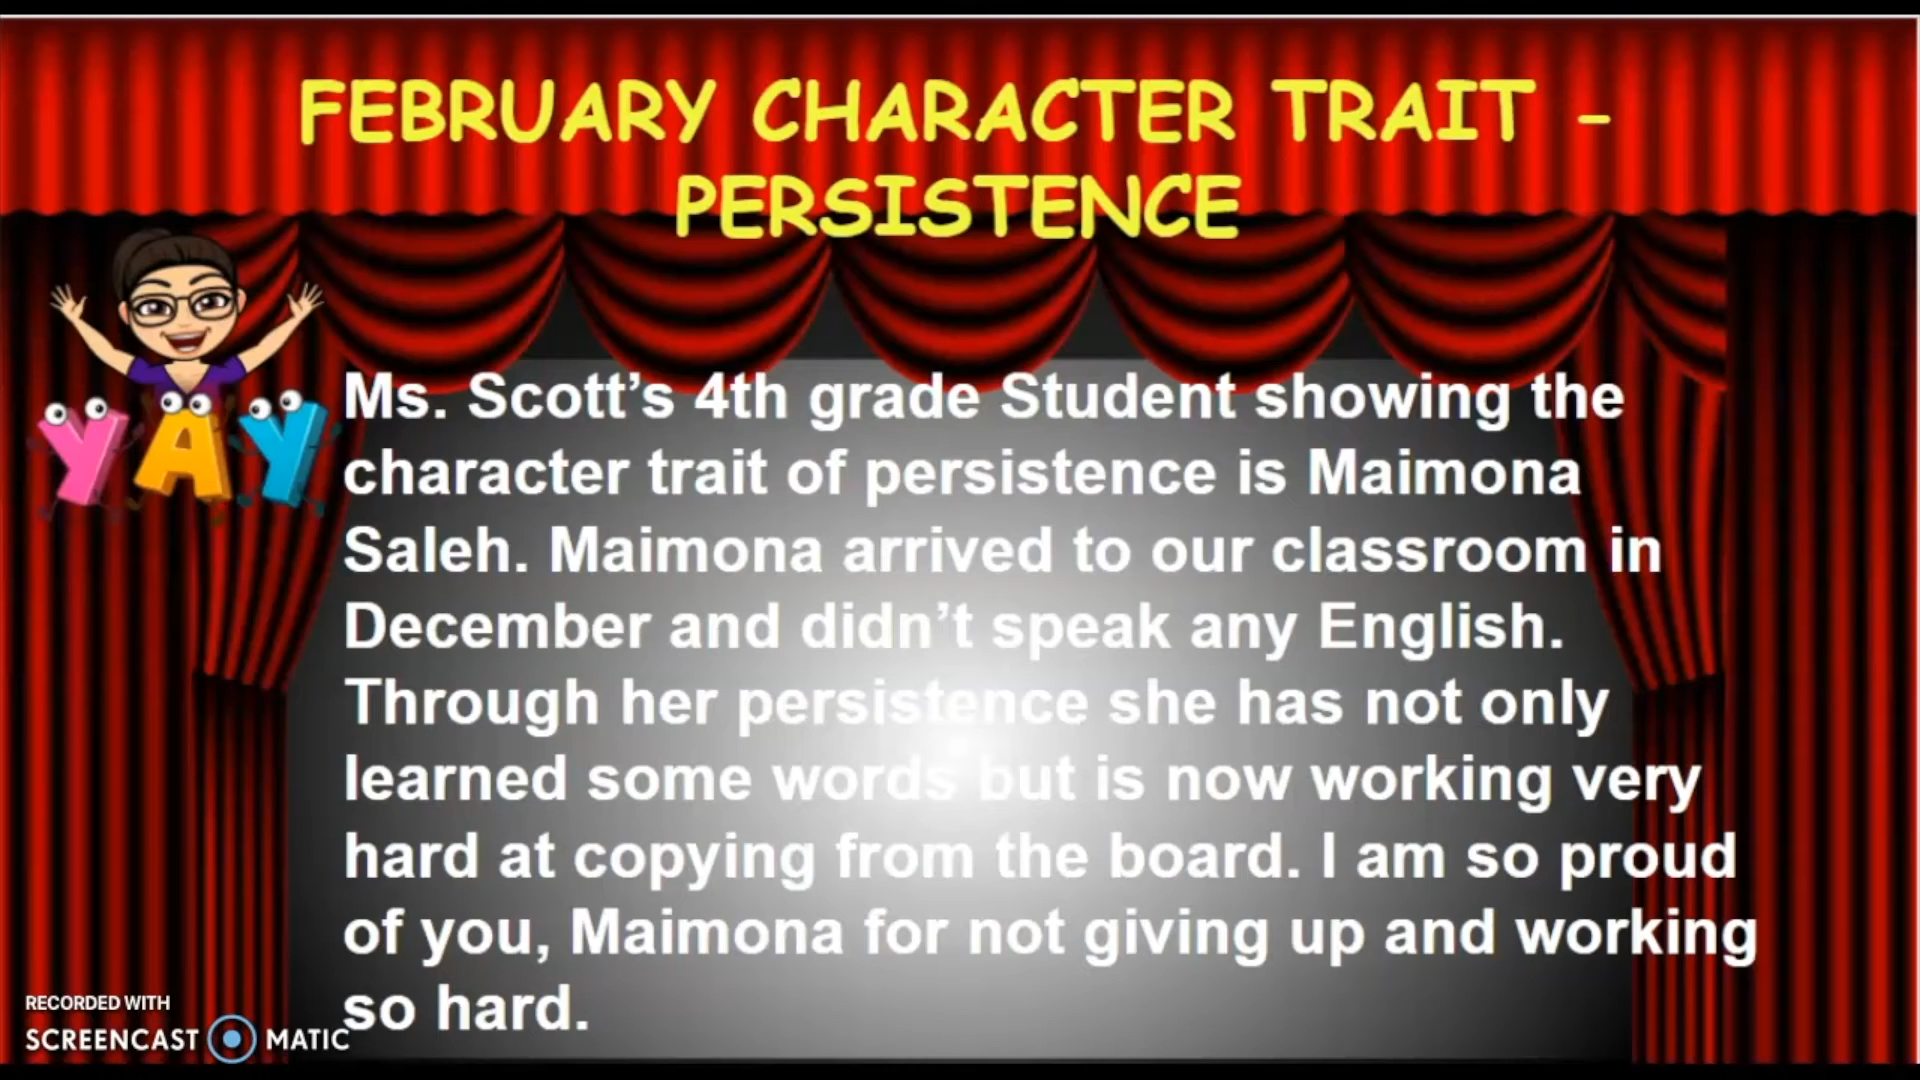 FEBRUARY CHARACTER TRAIT -
PERSISTENCE
YAY
Ms. Scott’s 4th grade Student showing the
character trait of persistence is Maimona
Saleh. Maimona arrived to our classroom in
December and didn’t speak any English.
Through her persistence she has not only
learned some words but is now working very
hard at copying from the board. I am so proud
of you, Maimona for not giving up and working
so hard.
RECORDED WITH
SCREENCAST MATIC